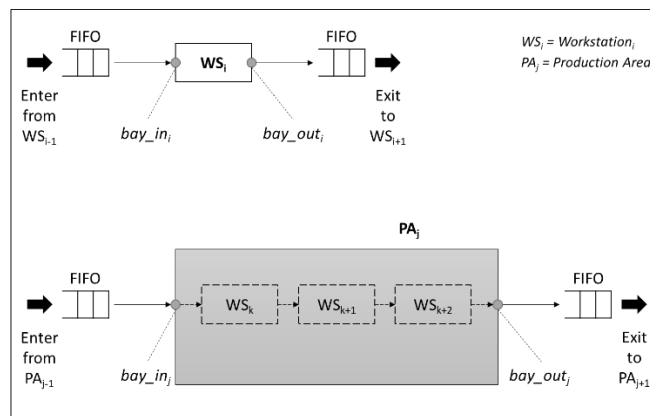 FIFO
FIFO
WSᵢ = Workstationᵢ
PAⱼ = Production Area
WSᵢ
Enter
from
WSᵢ₋₁
bay_inᵢ
bay_outᵢ
Exit
to
WSᵢ₊₁
PAⱼ
FIFO
FIFO
WSₖ
WSₖ₊₁
WSₖ₊₂
Enter
from
PAⱼ₋₁
bay_inⱼ
bay_outⱼ
Exit
to
PAⱼ₊₁